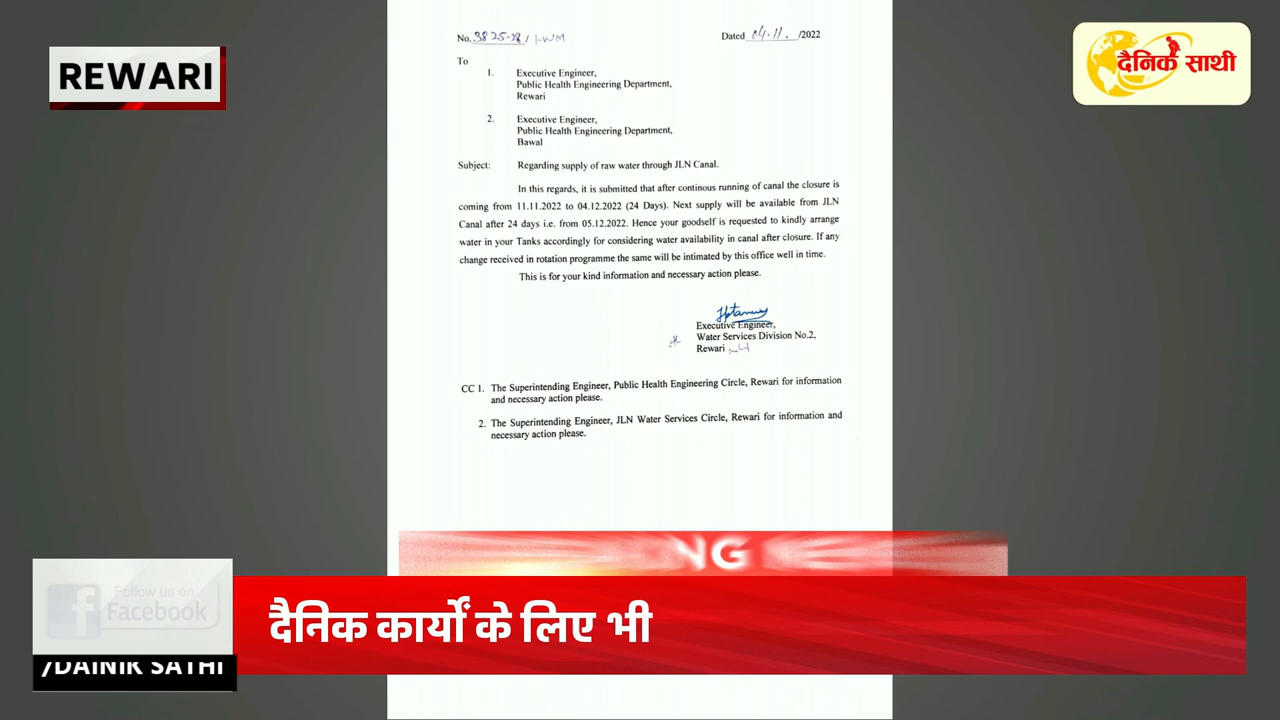 REWARI
दैनिक साथी
No. 3825-28 / I-WM
Dated 04.11. /2022
To
1. Executive Engineer,
Public Health Engineering Department,
Rewari
2. Executive Engineer,
Public Health Engineering Department,
Bawal
Subject: Regarding supply of raw water through JLN Canal.
In this regards, it is submitted that after continous running of canal the closure is
coming from 11.11.2022 to 04.12.2022 (24 Days). Next supply will be available from JLN
Canal after 24 days i.e. from 05.12.2022. Hence your goodself is requested to kindly arrange
water in your Tanks accordingly for considering water availability in canal after closure. If any
change received in rotation programme the same will be intimated by this office well in time.
This is for your kind information and necessary action please.
Executive Engineer,
Water Services Division No.2,
Rewari
CC 1. The Superintending Engineer, Public Health Engineering Circle, Rewari for information
and necessary action please.
2. The Superintending Engineer, JLN Water Services Circle, Rewari for information and
necessary action please.
NG
Follow us on
Facebook
/DAINIK SATHI
दैनिक कार्यों के लिए भी